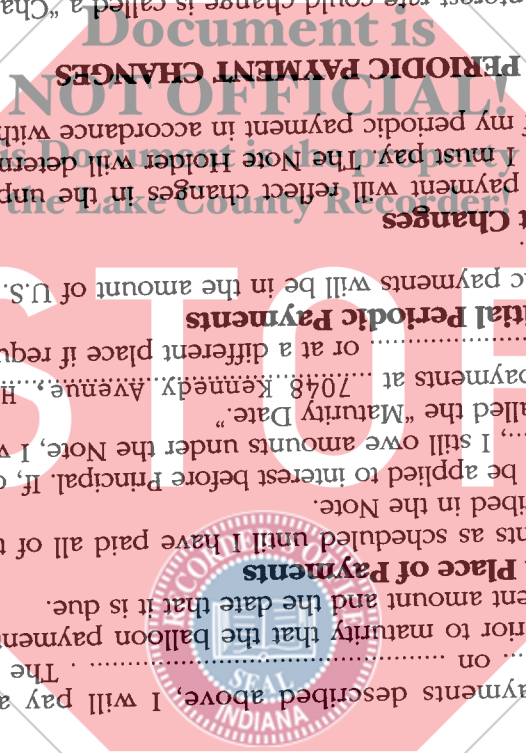 Document is
NOT OFFICIAL!
This Document is the property
of the Lake County Recorder!
STOP
RECORDER OF
SEAL
INDIANA
ayments described above, I will pay a
... on .................................... . The
rior to maturity that the balloon payment
ent amount and the date that it is due.
Place of Payments
nts as scheduled until I have paid all of t
ribed in the Note.
be applied to interest before Principal. If, o
..., I still owe amounts under the Note, I w
alled the “Maturity Date.”
payments at ....7048 Kennedy Avenue, H
.................... or at a different place if requ
tial Periodic Payments
ic payments will be in the amount of U.S.
t Changes
payment will reflect changes in the unp
I must pay. The Note Holder will determ
my periodic payment in accordance with
PERIODIC PAYMENT CHANGES
nterest rate could change is called a “Cha